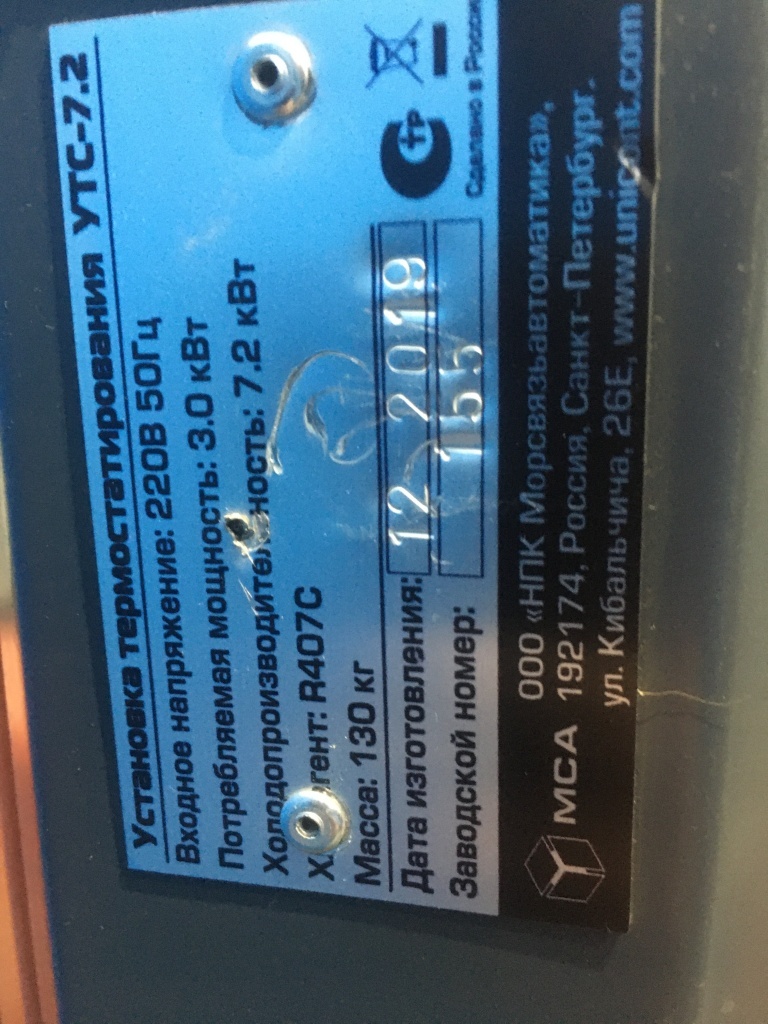 Установка термостатирования УТС-7.2
Входное напряжение: 220В 50Гц
Потребляемая мощность: 3.0 кВт
Холодопроизводительность: 7.2 кВт
R407C
Масса: 130 кг
Дата изготовления: 12 2019
Заводской номер: 155
Сделано в России
МСА
ООО «НПК Морсвязьавтоматика»,
192174, Россия, Санкт-Петербург,
ул. Кибальчича, 26Е, www.unicont.com